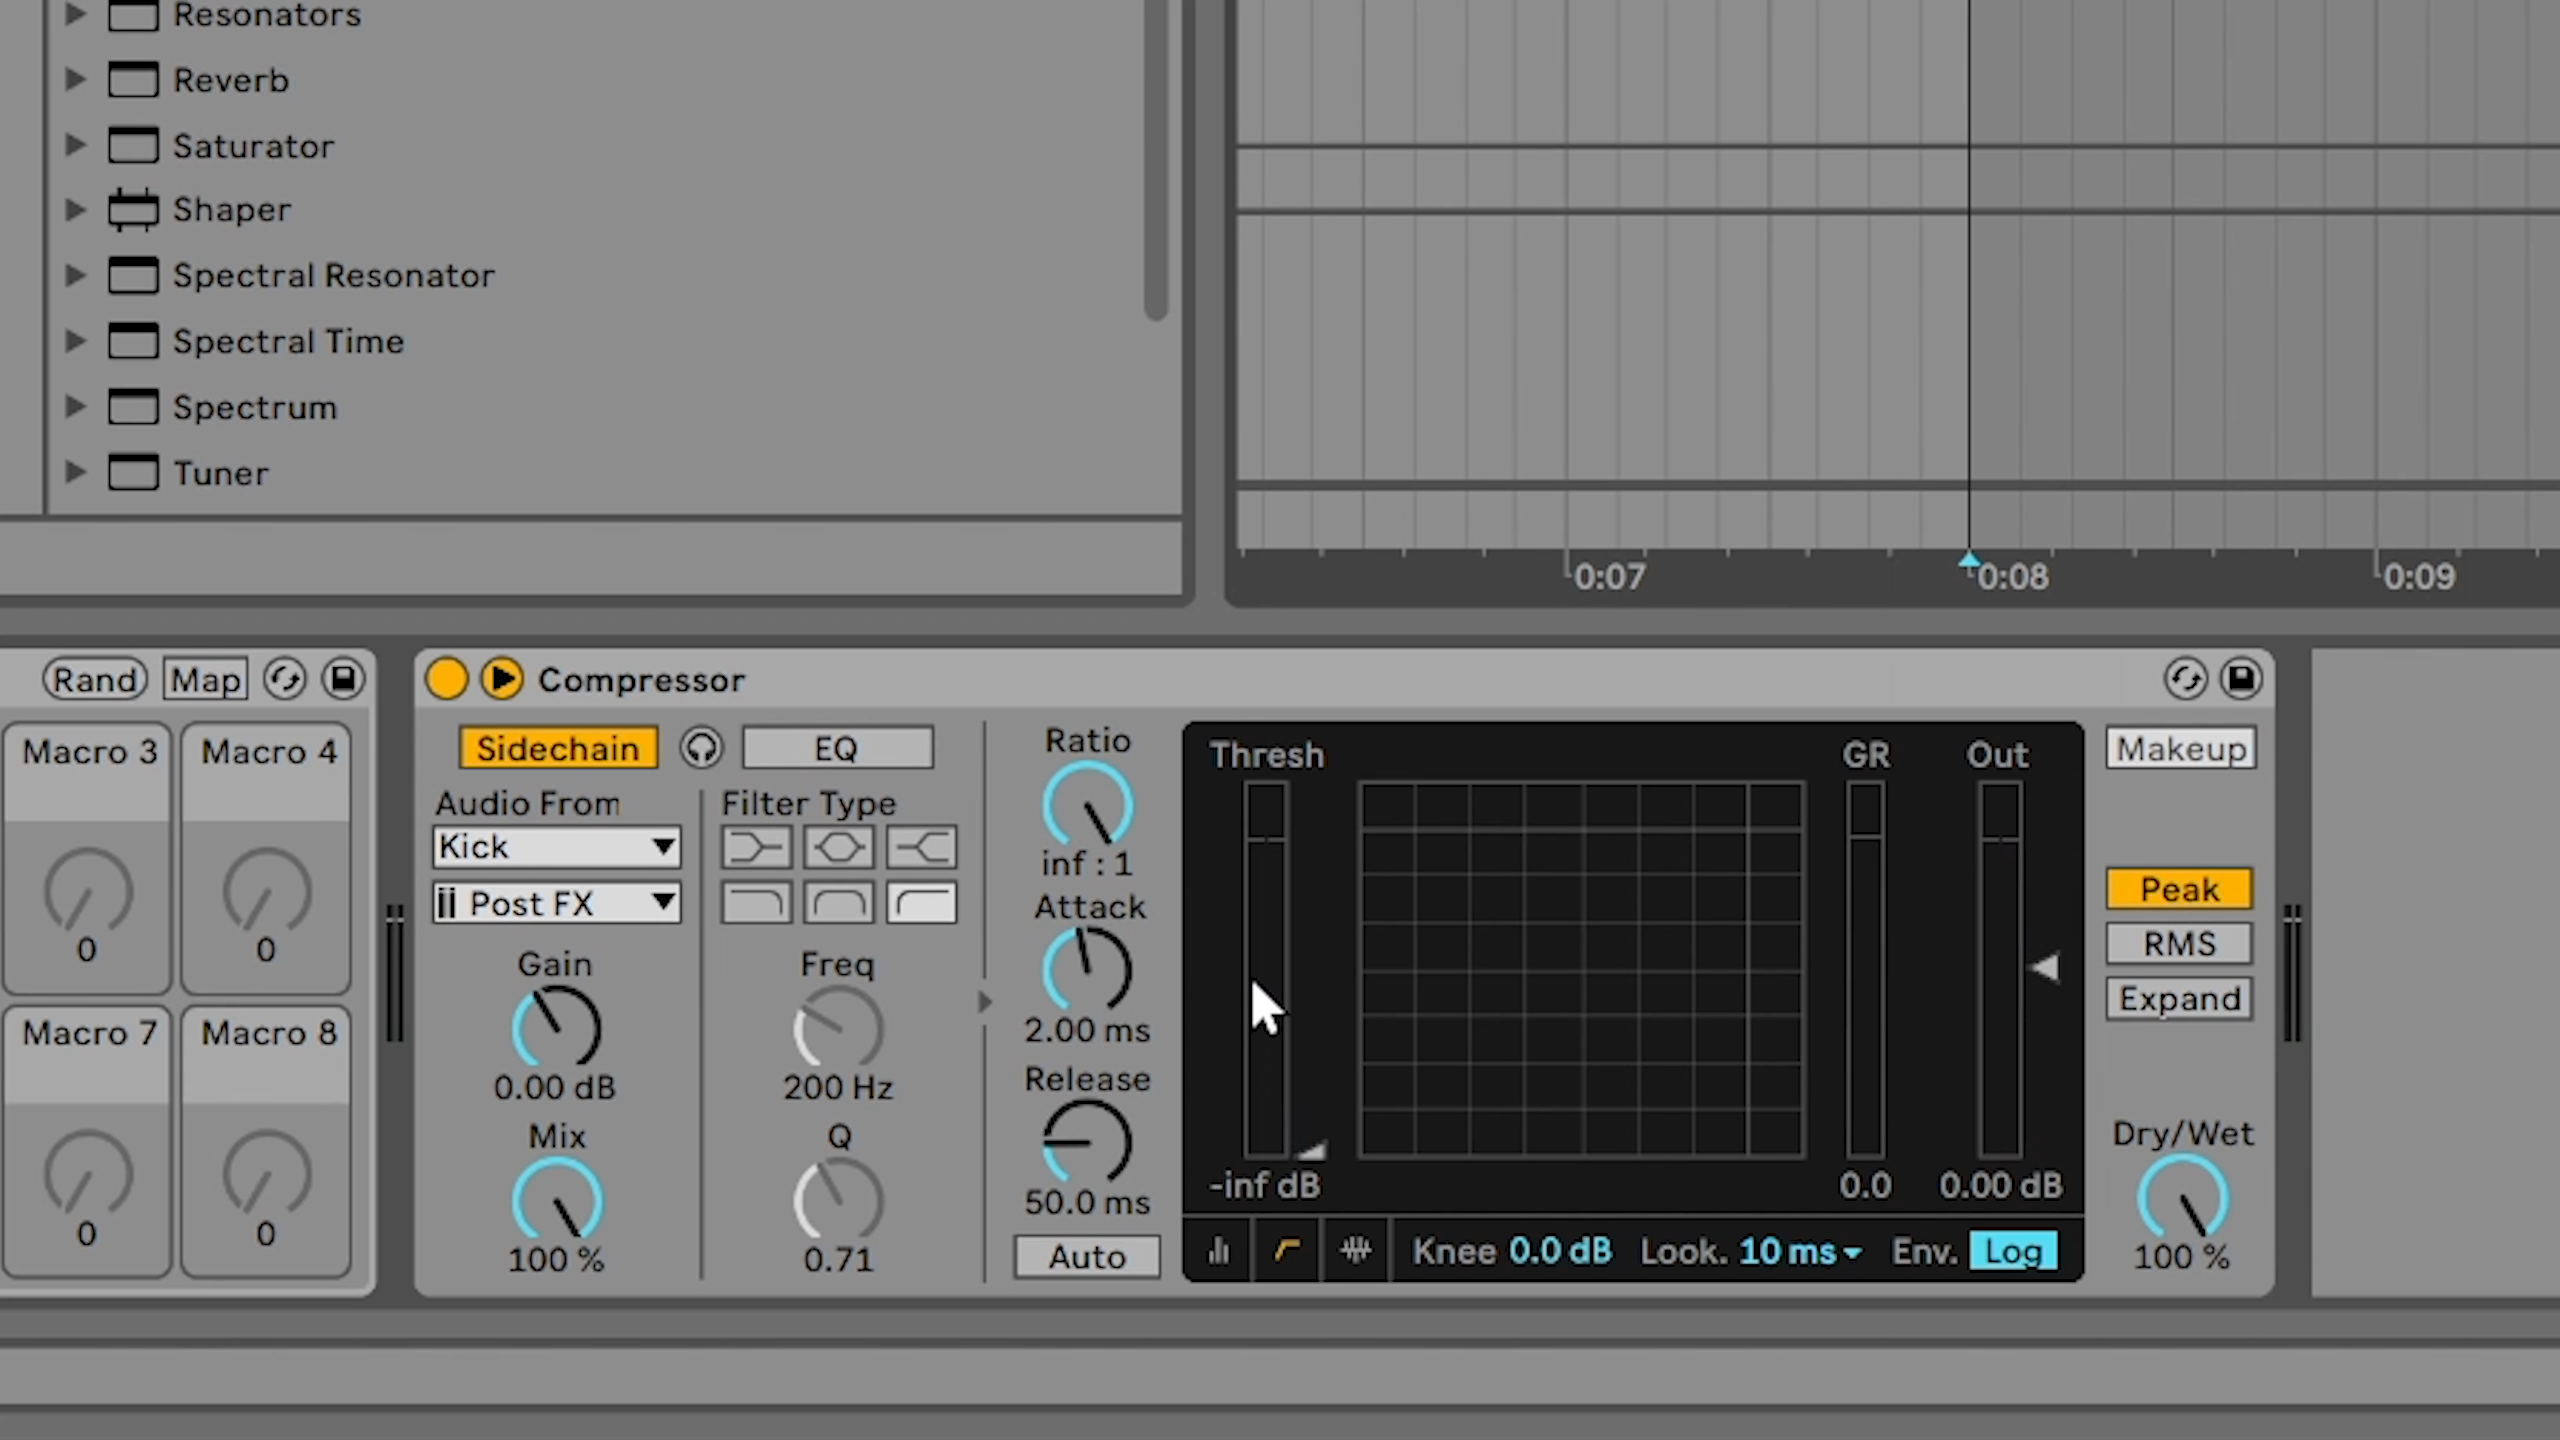 Resonators
Reverb
Saturator
Shaper
Spectral Resonator
Spectral Time
Spectrum
Tuner
0:07
0:08
0:09
Rand
Map
Macro 3
Macro 4
0
0
Macro 7
Macro 8
0
0
Compressor
Sidechain
EQ
Audio From
Kick
Post FX
Filter Type
Gain
0.00 dB
Mix
100 %
Freq
200 Hz
Q
0.71
Ratio
inf : 1
Attack
2.00 ms
Release
50.0 ms
Auto
Thresh
-inf dB
GR
0.0
Out
0.00 dB
Knee 0.0 dB
Look. 10 ms
Env. Log
Makeup
Peak
RMS
Expand
Dry/Wet
100 %